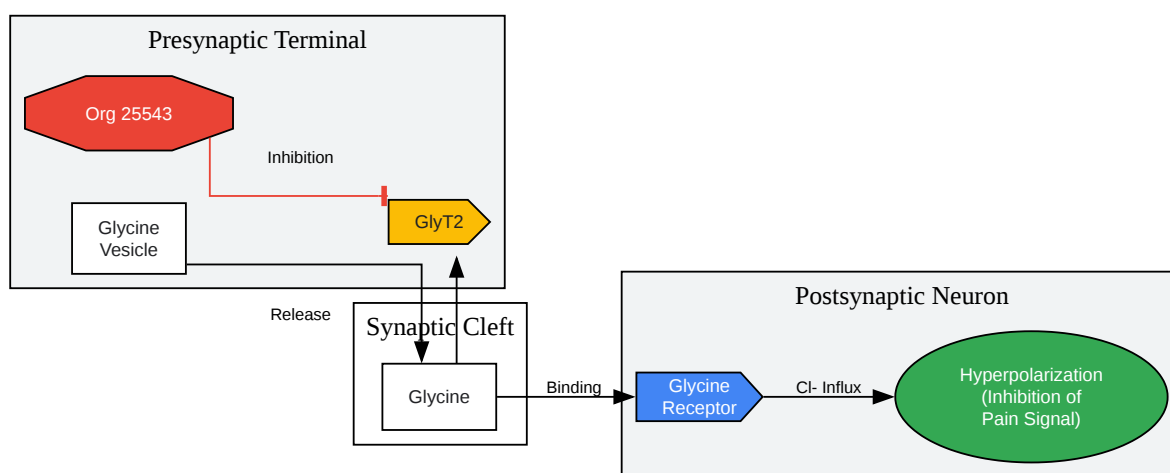 Presynaptic Terminal
Org 25543
Inhibition
Glycine
Vesicle
GlyT2
Release
Synaptic Cleft
Glycine
Binding
Postsynaptic Neuron
Glycine
Receptor
Cl- Influx
Hyperpolarization
(Inhibition of
Pain Signal)